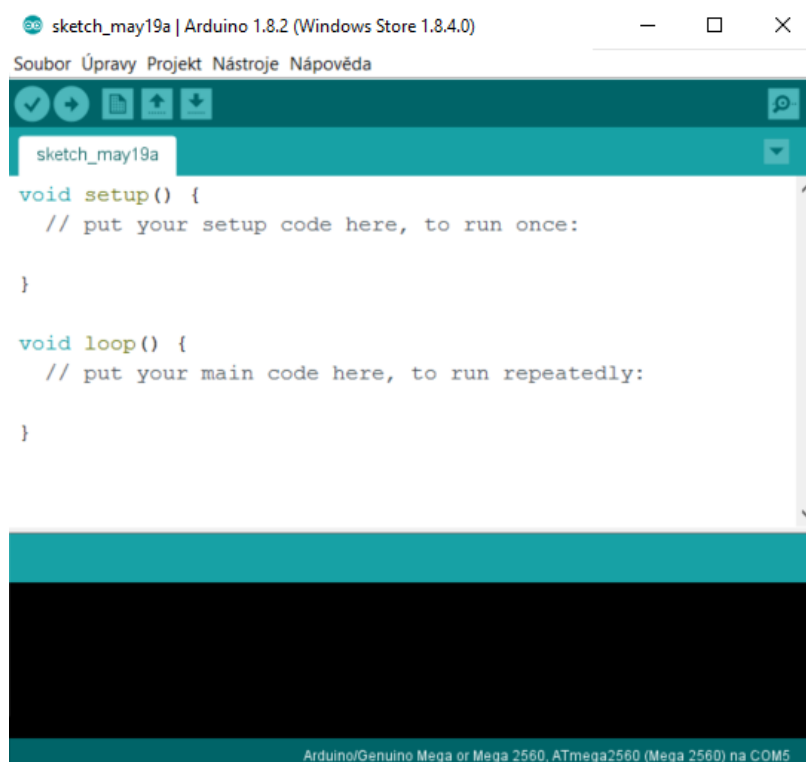 sketch_may19a | Arduino 1.8.2 (Windows Store 1.8.4.0)
Soubor Úpravy Projekt Nástroje Nápověda
sketch_may19a
void setup() {
  // put your setup code here, to run once:
}
void loop() {
  // put your main code here, to run repeatedly:
}
Arduino/Genuino Mega or Mega 2560, ATmega2560 (Mega 2560) na COM5